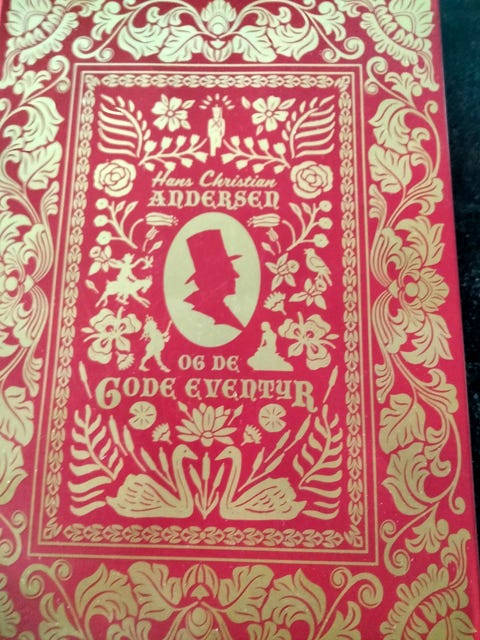 Hans Christian
ANDERSEN
OG DE
GODE EVENTYR